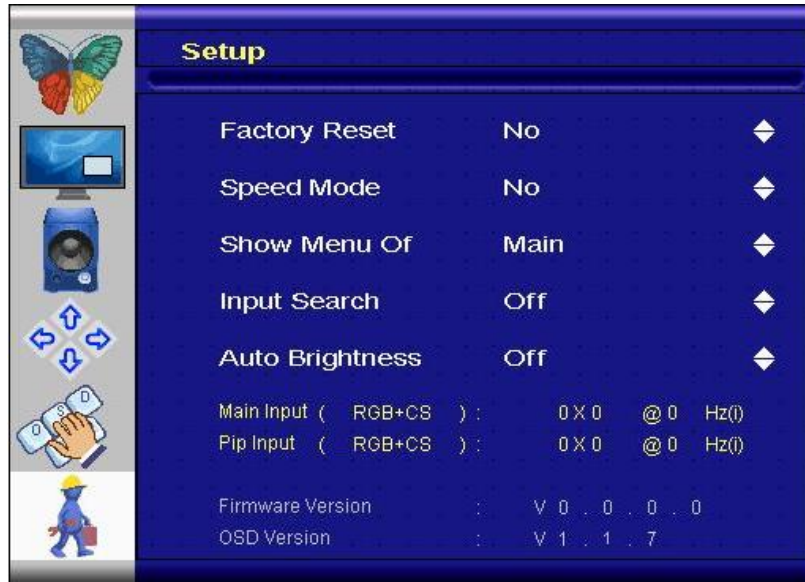 Setup
Factory Reset No
Speed Mode No
Show Menu Of Main
Input Search Off
Auto Brightness Off
Main Input ( RGB+CS ) : 0 X 0 @ 0 Hz(i)
Pip Input ( RGB+CS ) : 0 X 0 @ 0 Hz(i)
O S D
Firmware Version : V 0 . 0 . 0 . 0
OSD Version : V 1 . 1 . 7